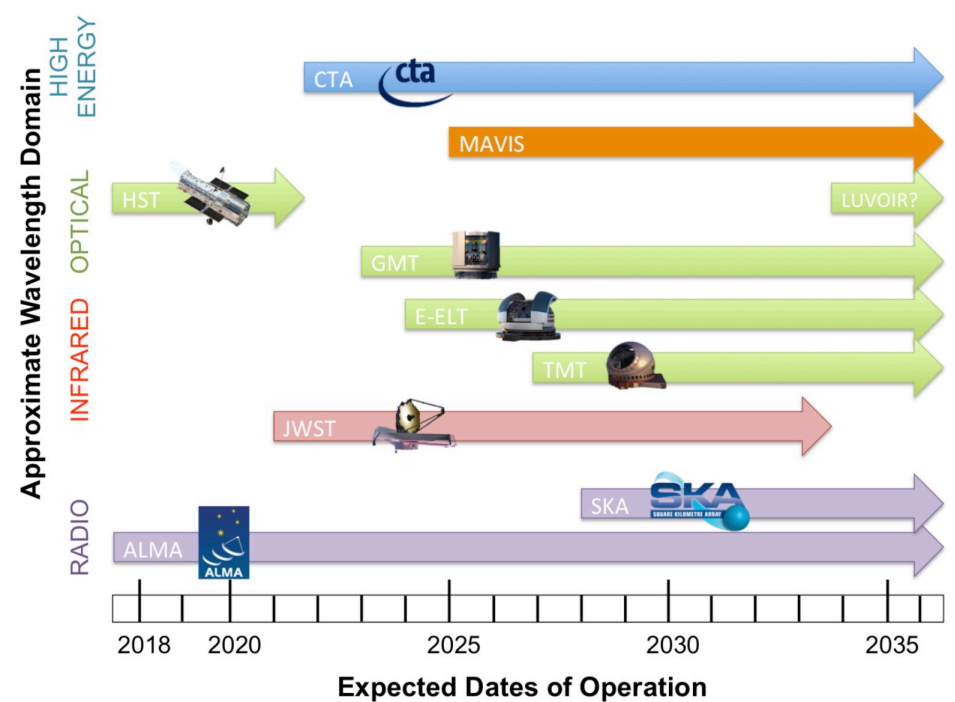 Approximate Wavelength Domain
HIGH
ENERGY
OPTICAL
INFRARED
RADIO
CTA
cta
MAVIS
HST
LUVOIR?
GMT
E-ELT
TMT
JWST
SKA
SKA
SQUARE KILOMETRE ARRAY
ALMA
ALMA
2018
2020
2025
2030
2035
Expected Dates of Operation